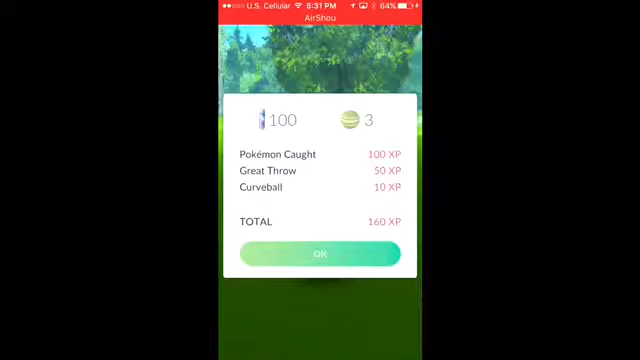 U.S. Cellular 5:31 PM 64%
AirShou
100 3
Pokémon Caught 100 XP
Great Throw 50 XP
Curveball 10 XP
TOTAL 160 XP
OK